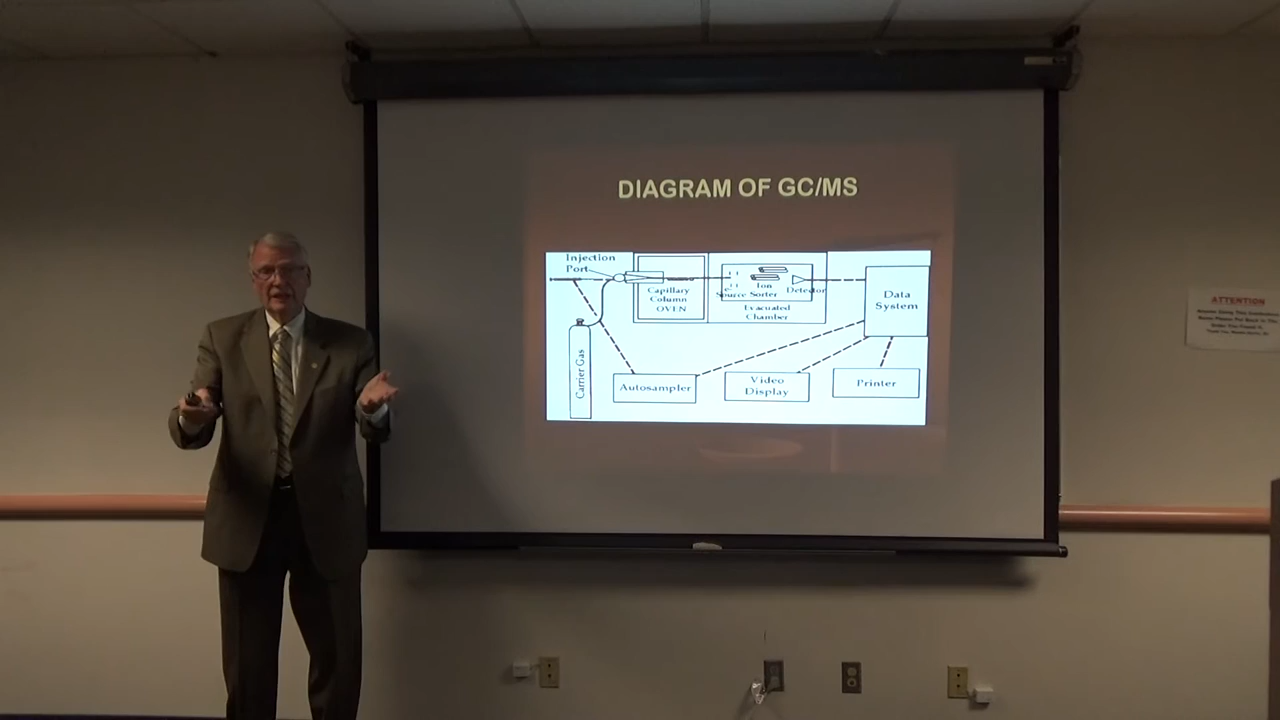 DIAGRAM OF GC/MS
Injection
Port
Capillary
Column
OVEN
e-
Source
Ion
Sorter
Detector
Evacuated
Chamber
Data
System
Carrier Gas
Autosampler
Video
Display
Printer
ATTENTION